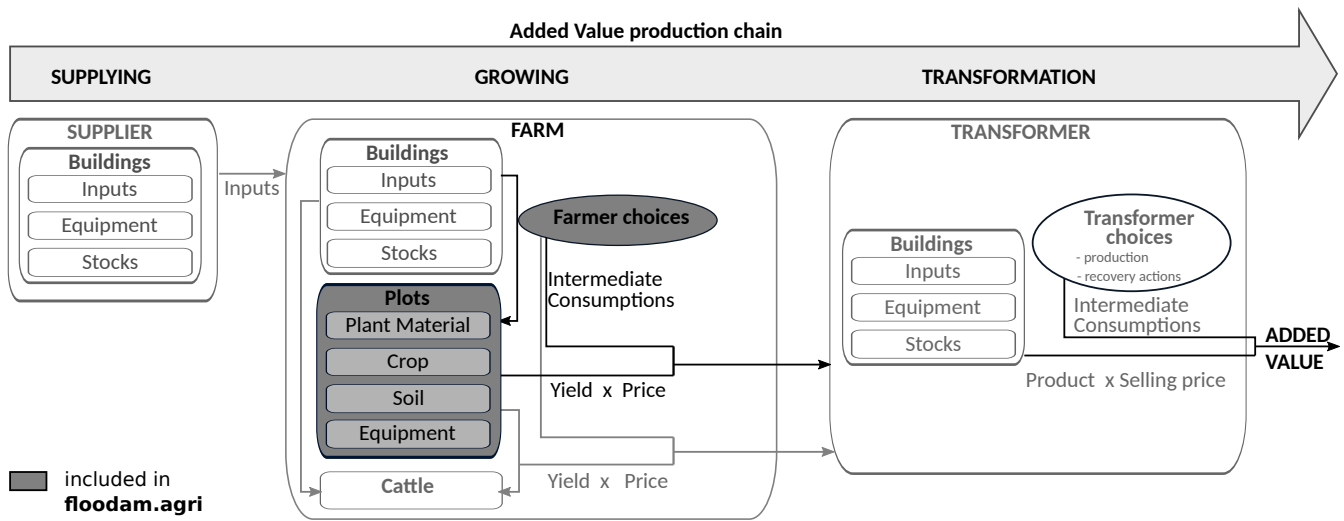 Added Value production chain
SUPPLYING
GROWING
TRANSFORMATION
SUPPLIER
Buildings
Inputs
Equipment
Stocks
Inputs
FARM
Buildings
Inputs
Equipment
Stocks
Farmer choices
Intermediate
Consumptions
Plots
Plant Material
Crop
Soil
Equipment
Yield x Price
Cattle
Yield x Price
TRANSFORMER
Buildings
Inputs
Equipment
Stocks
Transformer
choices
- production
- recovery actions
Intermediate
Consumptions
Product x Selling price
ADDED
VALUE
included in
floodam.agri